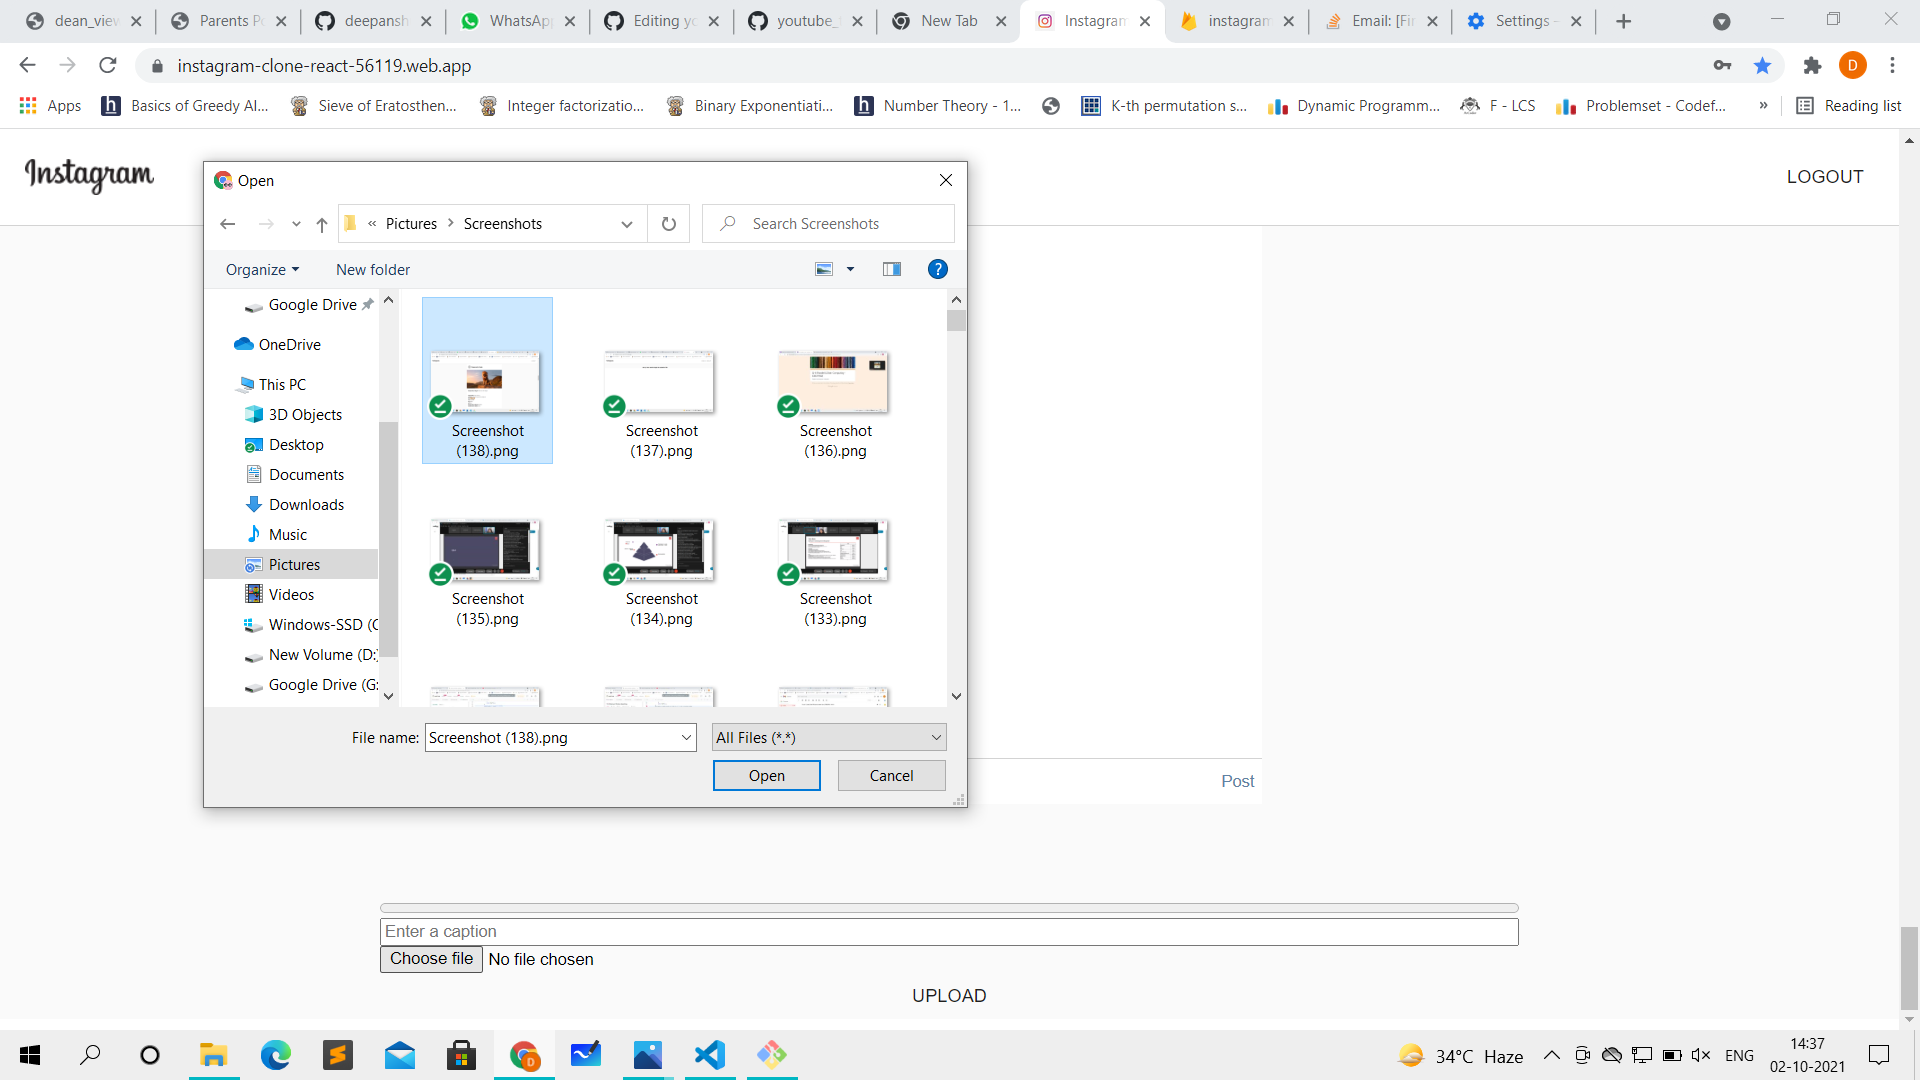 dean_view
Parents Po
deepansh
WhatsApp
Editing yo
youtube_
New Tab
Instagram
instagram
Email: [Fir
Settings -
instagram-clone-react-56119.web.app
D
Apps
Basics of Greedy Al...
Sieve of Eratosthen...
Integer factorizatio...
Binary Exponentiati...
Number Theory - 1...
K-th permutation s...
Dynamic Programm...
F - LCS
Problemset - Codef...
»
Reading list
Instagram
LOGOUT
Open
« Pictures > Screenshots
Search Screenshots
Organize
New folder
?
Google Drive
OneDrive
This PC
3D Objects
Desktop
Documents
Downloads
Music
Pictures
Videos
Windows-SSD (C
New Volume (D:)
Google Drive (G:
Screenshot (138).png
Screenshot (137).png
Screenshot (136).png
Screenshot (135).png
Screenshot (134).png
Screenshot (133).png
File name: Screenshot (138).png
All Files (*.*)
Open
Cancel
Post
Enter a caption
Choose file No file chosen
UPLOAD
34°C Haze
ENG
14:37
02-10-2021